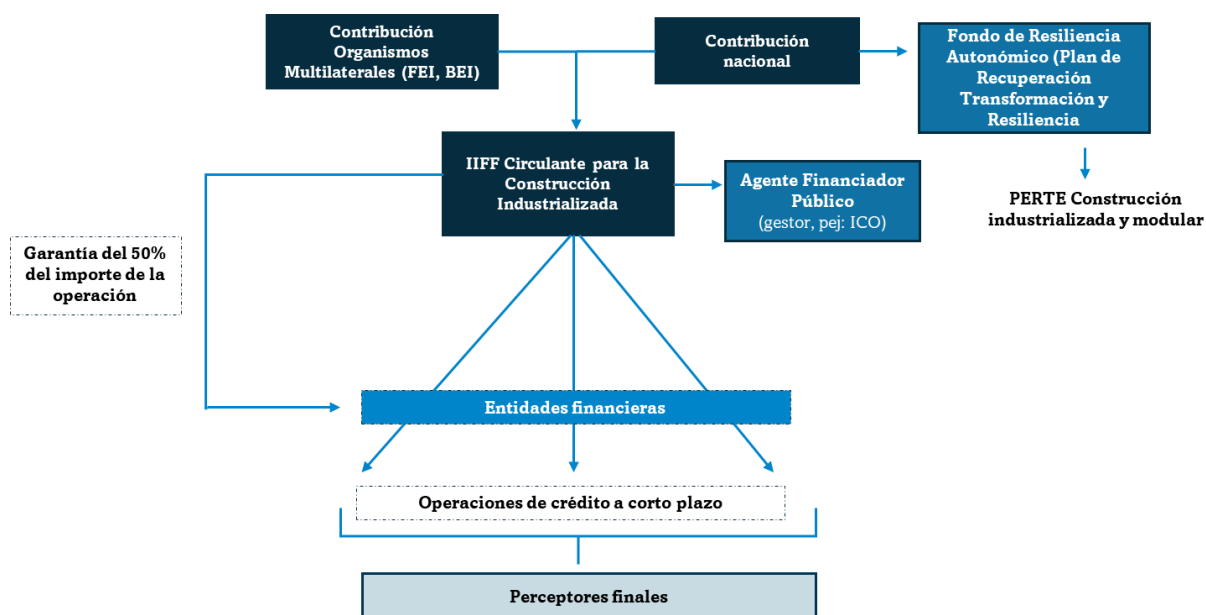 Contribución
Organismos
Multilaterales (FEI, BEI)
Contribución
nacional
Fondo de Resiliencia
Autonómico (Plan de
Recuperación
Transformación y
Resiliencia
IIFF Circulante para la
Construcción
Industrializada
Agente Financiador
Público
(gestor, pej: ICO)
PERTE Construcción
industrializada y modular
Garantía del 50%
del importe de la
operación
Entidades financieras
Operaciones de crédito a corto plazo
Perceptores finales